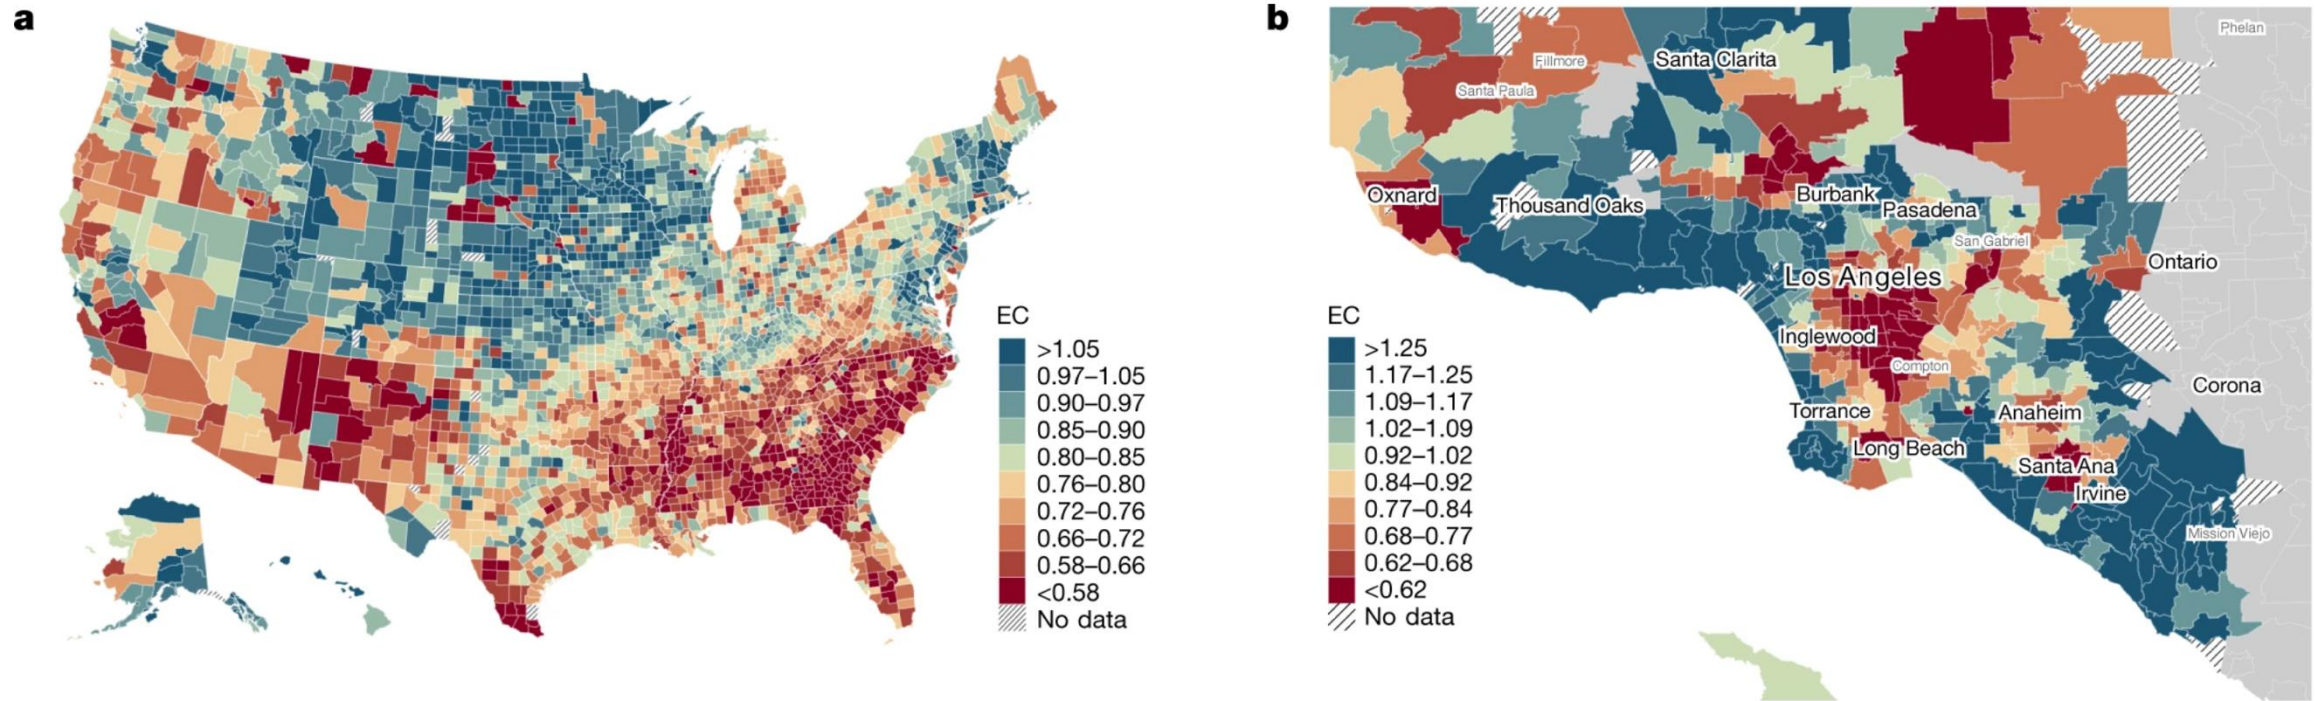 a
EC
>1.05
0.97–1.05
0.90–0.97
0.85–0.90
0.80–0.85
0.76–0.80
0.72–0.76
0.66–0.72
0.58–0.66
<0.58
No data
b
Phelan
Santa Clarita
Fillmore
Santa Paula
Burbank
Oxnard
Thousand Oaks
Pasadena
San Gabriel
Ontario
Los Angeles
Inglewood
Compton
Corona
Torrance
Anaheim
Long Beach
Santa Ana
Irvine
Mission Viejo
EC
>1.25
1.17–1.25
1.09–1.17
1.02–1.09
0.92–1.02
0.84–0.92
0.77–0.84
0.68–0.77
0.62–0.68
<0.62
No data